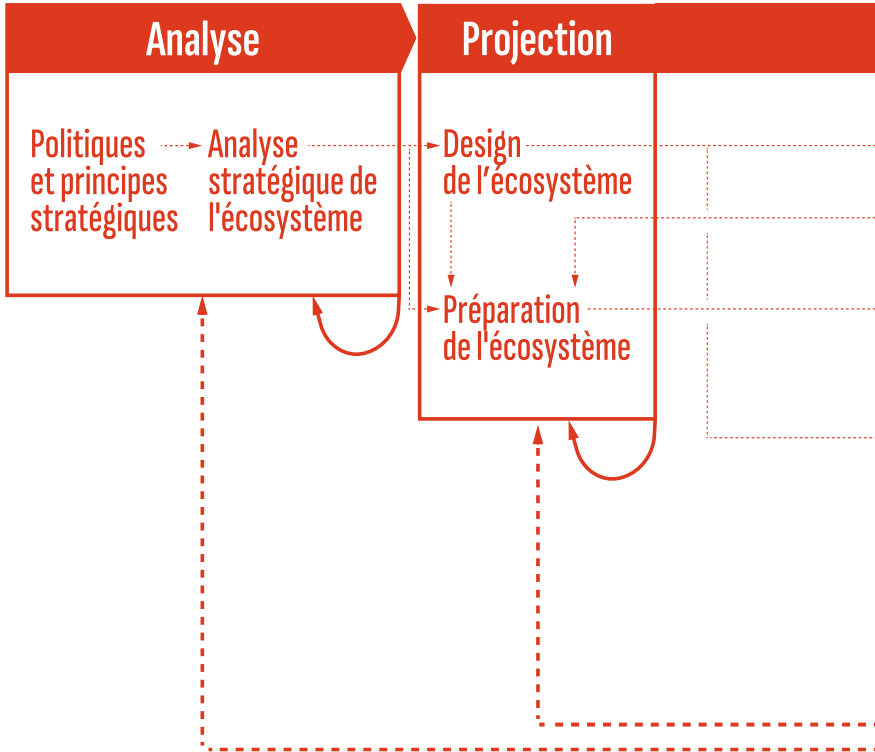 Analyse
Projection
Politiques
et principes
stratégiques
Analyse
stratégique de
l'écosystème
Design
de l’écosystème
Préparation
de l'écosystème